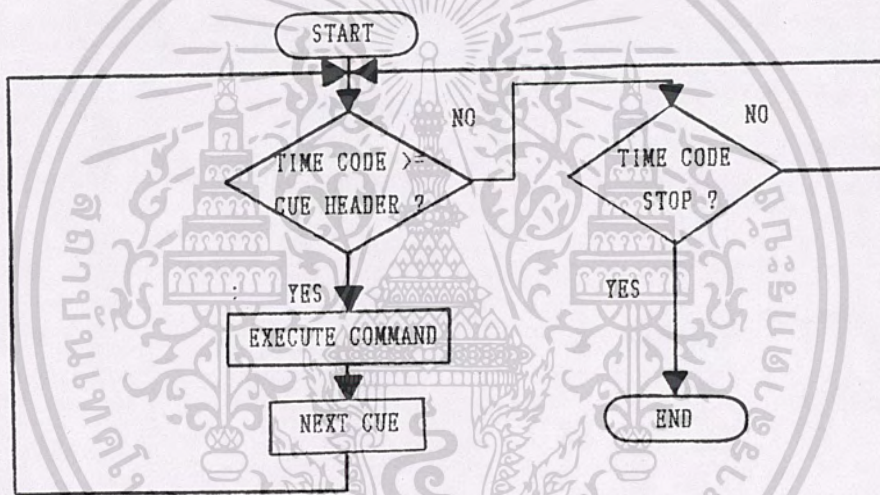 START
NO
TIME CODE >=
CUE HEADER ?
YES
EXECUTE COMMAND
NEXT CUE
NO
TIME CODE
STOP ?
YES
END